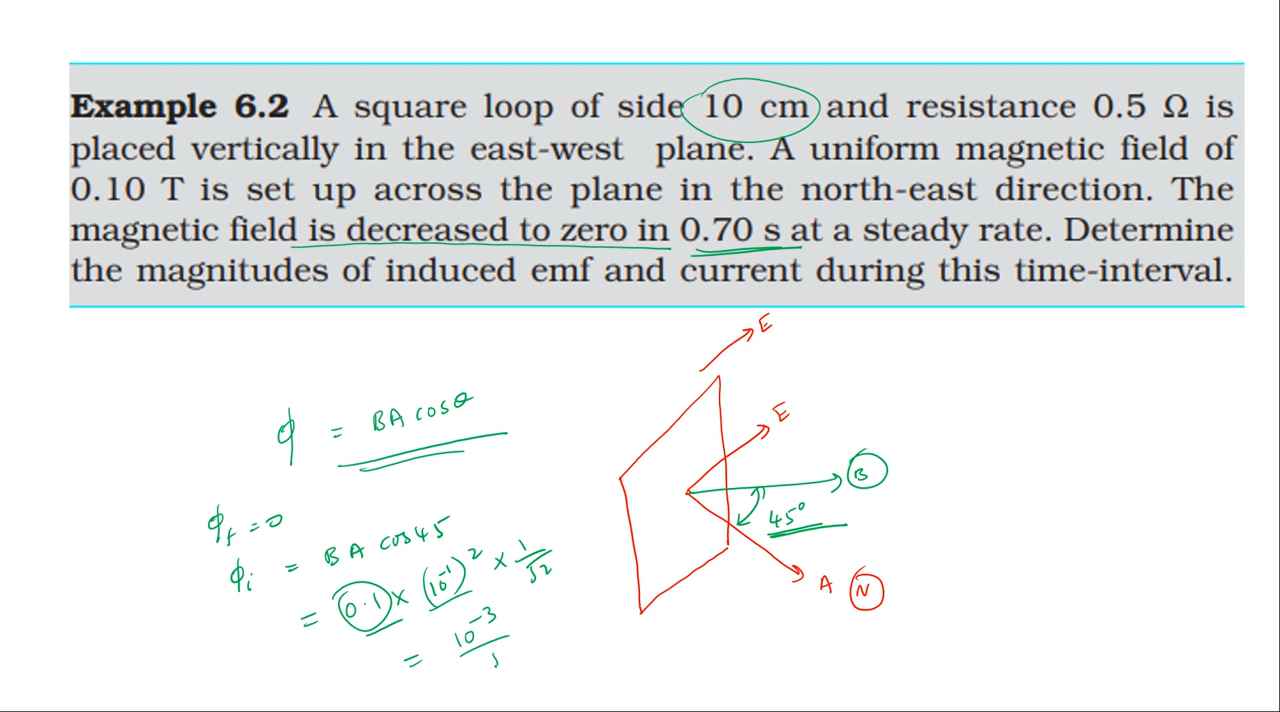 Example 6.2 A square loop of side 10 cm and resistance 0.5 Ω is
placed vertically in the east-west plane. A uniform magnetic field of
0.10 T is set up across the plane in the north-east direction. The
magnetic field is decreased to zero in 0.70 s at a steady rate. Determine
the magnitudes of induced emf and current during this time-interval.
E
ϕ = BA cosθ
E
B
45°
ϕf = 0
ϕi = BA cos45
A N
= 0.1 × (10⁻¹)² × 1/√2
= 10⁻³/